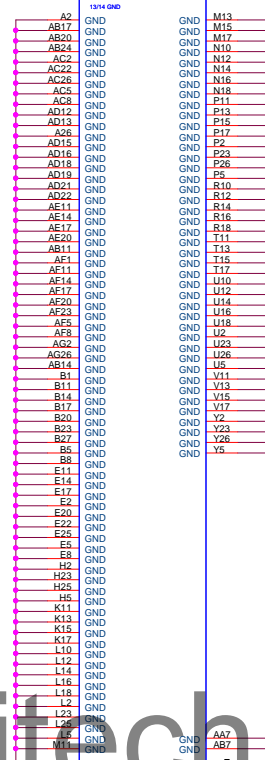 13/14 GND
A2 GND GND M13
AB17 GND GND M15
AB20 GND GND M17
AB24 GND GND N10
AC2 GND GND N12
AC22 GND GND N14
AC26 GND GND N16
AC5 GND GND N18
AC8 GND GND P11
AD12 GND GND P13
AD13 GND GND P15
A26 GND GND P17
AD15 GND GND P2
AD16 GND GND P23
AD18 GND GND P26
AD19 GND GND P5
AD21 GND GND R10
AD22 GND GND R12
AE11 GND GND R14
AE14 GND GND R16
AE17 GND GND R18
AE20 GND GND T11
AB11 GND GND T13
AF1 GND GND T15
AF11 GND GND T17
AF14 GND GND U10
AF17 GND GND U12
AF20 GND GND U14
AF23 GND GND U16
AF5 GND GND U18
AF8 GND GND U2
AG2 GND GND U23
AG26 GND GND U26
AB14 GND GND U5
B1 GND GND V11
B11 GND GND V13
B14 GND GND V15
B17 GND GND V17
B20 GND GND Y2
B23 GND GND Y23
B27 GND GND Y26
B5 GND GND Y5
B8 GND
E11 GND
E14 GND
E17 GND
E2 GND
E20 GND
E22 GND
E25 GND
E5 GND
E8 GND
H2 GND
H23 GND
H25 GND
H5 GND
K11 GND
K13 GND
K15 GND
K17 GND
L10 GND
L12 GND
L14 GND
L16 GND
L18 GND
L2 GND
L23 GND
L25 GND
L5 GND GND AA7
M11 GND GND AB7
itech